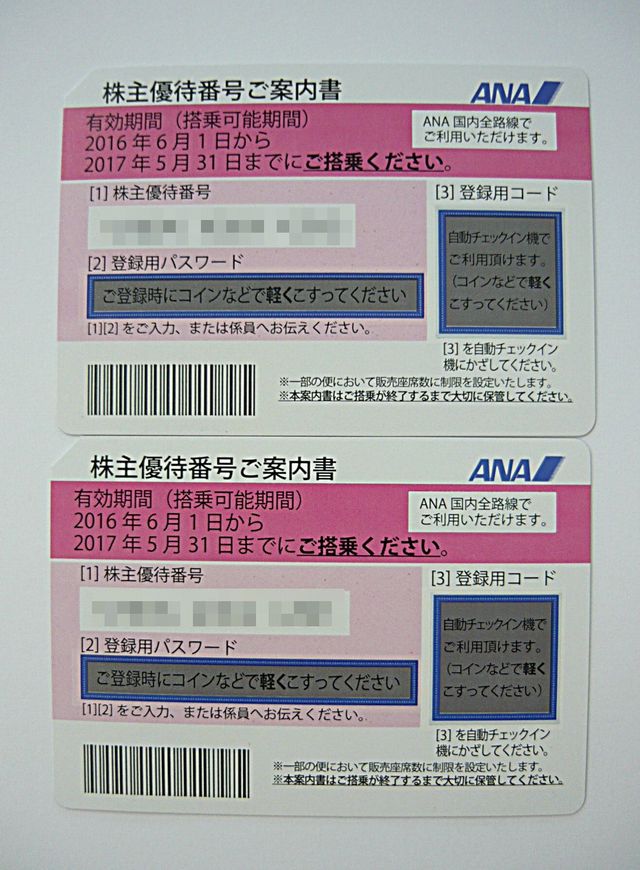 株主優待番号ご案内書
ANA
有効期間（搭乗可能期間）
2016 年 6 月 1 日から
2017 年 5 月 31 日までにご搭乗ください。
ANA 国内全路線で
ご利用いただけます。
[1] 株主優待番号
[3] 登録用コード
自動チェックイン機で
ご利用頂けます。
（コインなどで軽く
こすってください）
[2] 登録用パスワード
ご登録時にコインなどで軽くこすってください
[1][2] をご入力、または係員へお伝えください。
[3] を自動チェックイン
機にかざしてください。
※一部の便において販売座席数に制限を設定いたします。
※本案内書はご搭乗が終了するまで大切に保管してください。
株主優待番号ご案内書
ANA
有効期間（搭乗可能期間）
2016 年 6 月 1 日から
2017 年 5 月 31 日までにご搭乗ください。
ANA 国内全路線で
ご利用いただけます。
[1] 株主優待番号
[3] 登録用コード
自動チェックイン機で
ご利用頂けます。
（コインなどで軽く
こすってください）
[2] 登録用パスワード
ご登録時にコインなどで軽くこすってください
[1][2] をご入力、または係員へお伝えください。
[3] を自動チェックイン
機にかざしてください。
※一部の便において販売座席数に制限を設定いたします。
※本案内書はご搭乗が終了するまで大切に保管してください。